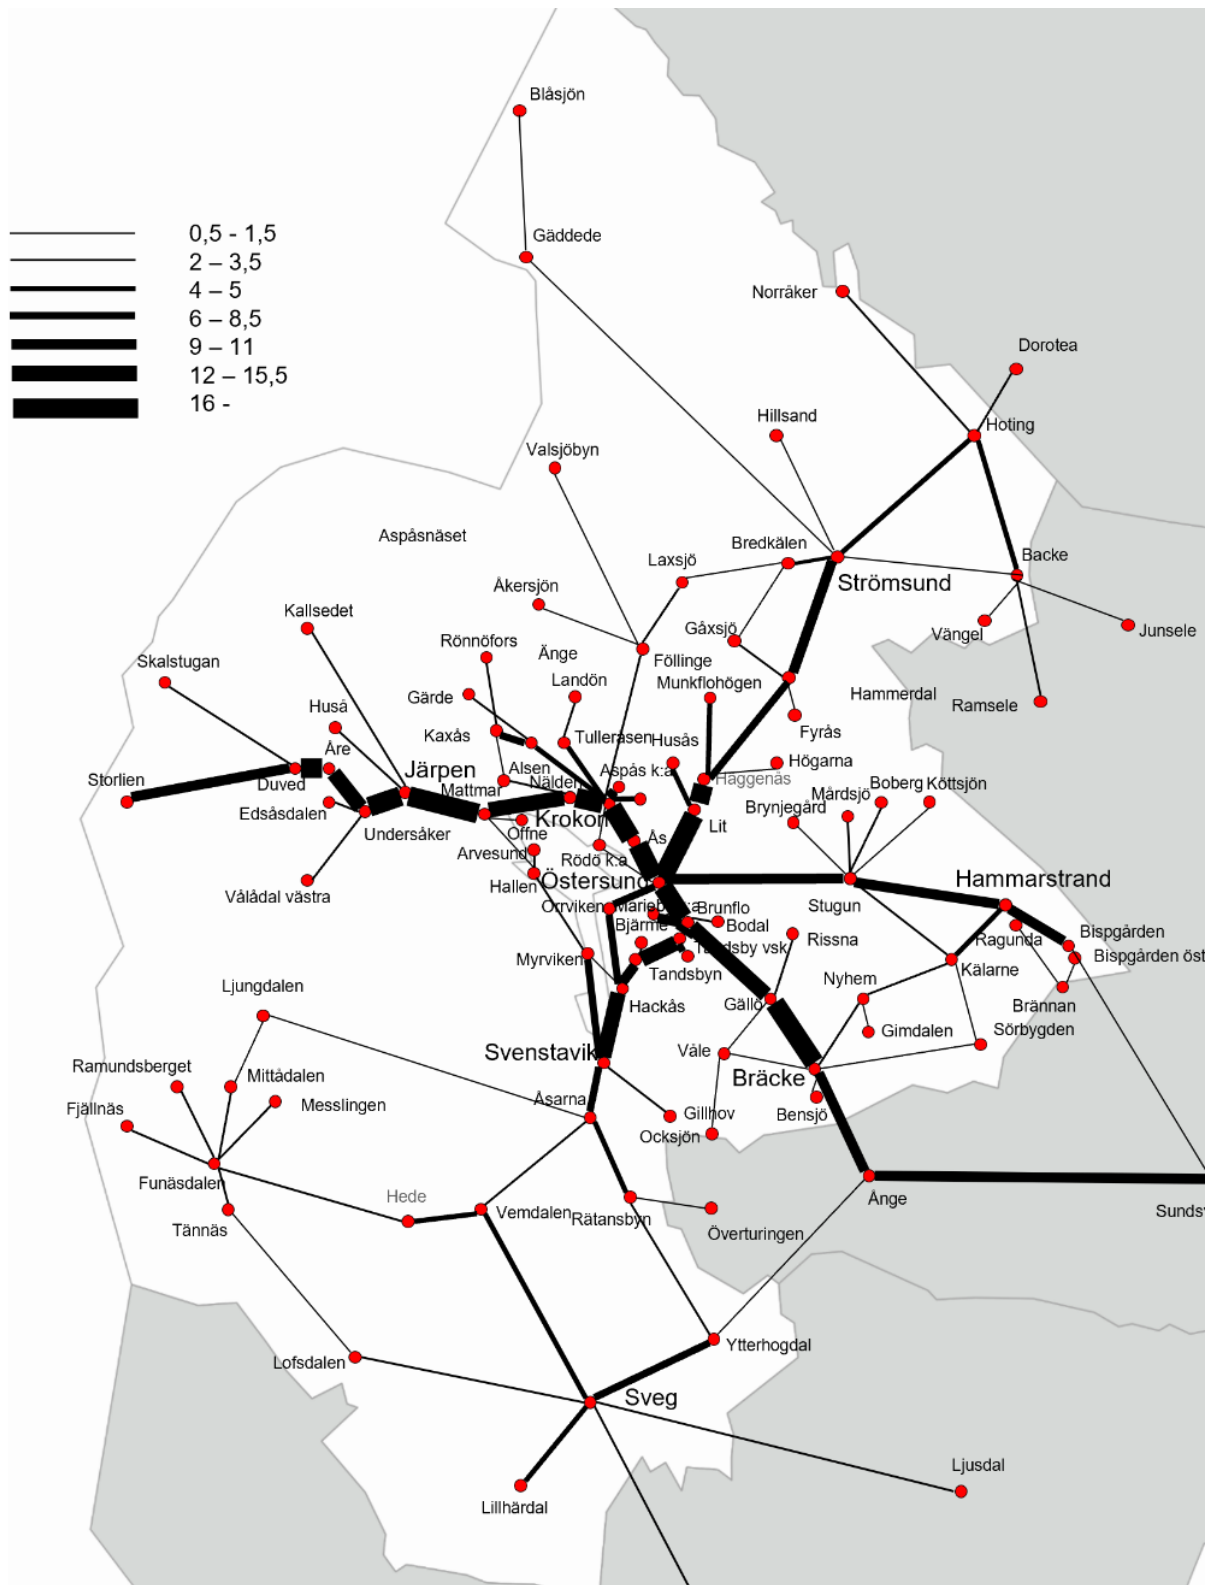 Blåsjön
0,5 - 1,5
Gäddede
2 – 3,5
4 – 5
Norråker
6 – 8,5
9 – 11
Dorotea
12 – 15,5
16 -
Hillsand
Hoting
Valsjöbyn
Aspåsnäset
Bredkälen
Laxsjö
Backe
Åkersjön
Strömsund
Kallsedet
Gåxsjö
Vängel
Junsele
Rönnöfors
Änge
Föllinge
Skalstugan
Landön
Munkflohögen
Hammerdal
Gärde
Ramsele
Huså
Fyrås
Kaxås
Tulleråsen
Husås
Åre
Högarna
Järpen
Alsen
Aspås k:a
Häggenås
Storlien
Duved
Nälden
Boberg
Köttsjön
Mattmar
Mårdsjö
Edsåsdalen
Krokom
Brynjegård
Undersåker
Offne
Lit
Ås
Arvesund
Rödö k:a
Östersund
Hammarstrand
Hallen
Vålådal västra
Orrviken
Marieby k:a
Brunflo
Stugun
Bjärme
Bodal
Rissna
Ragunda
Bispgården
Myrviken
Tandsby vsk
Bispgården öst
Tandsbyn
Kälarne
Ljungdalen
Nyhem
Hackås
Gällö
Brännan
Gimdalen
Sörbygden
Svenstavik
Våle
Ramundsberget
Mittådalen
Bräcke
Fjällnäs
Messlingen
Åsarna
Gillhov
Bensjö
Ocksjön
Funäsdalen
Hede
Ånge
Tännäs
Vemdalen
Rätansbyn
Sundsv
Överturingen
Lofsdalen
Ytterhogdal
Sveg
Ljusdal
Lillhärdal